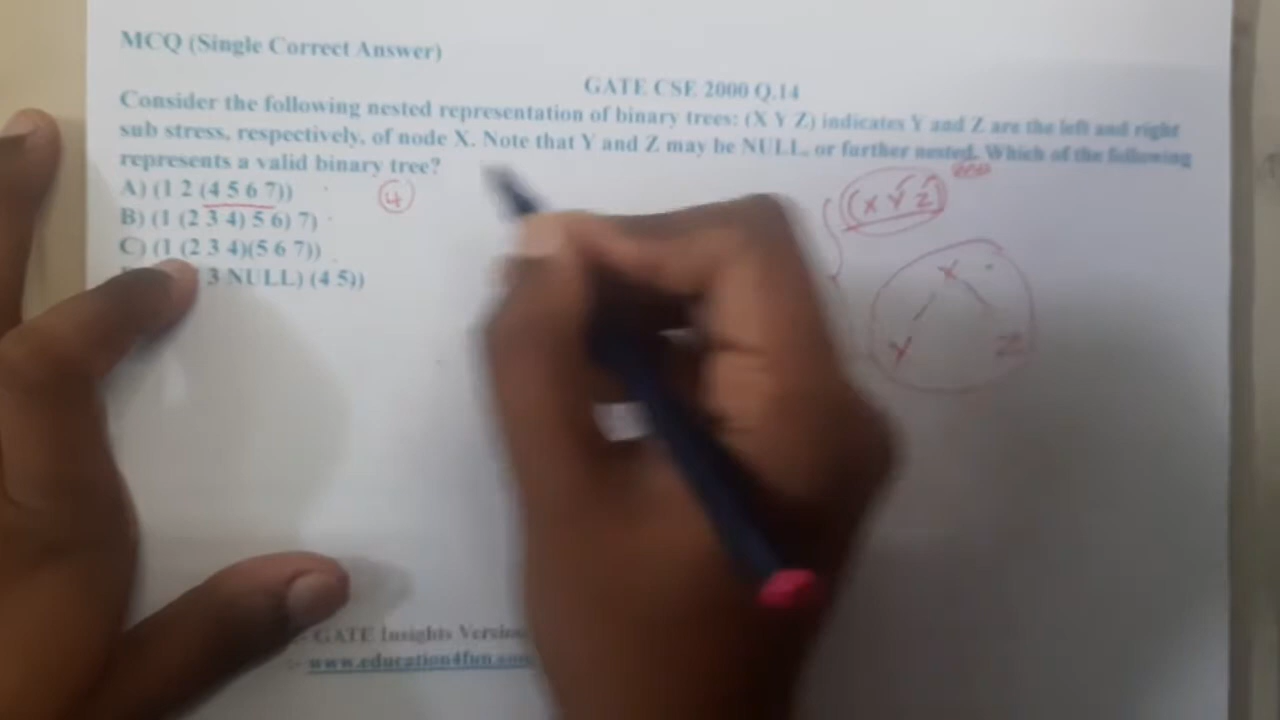 MCQ (Single Correct Answer)
GATE CSE 2000 Q.14
Consider the following nested representation of binary trees: (X Y Z) indicates Y and Z are the left and right
sub stress, respectively, of node X. Note that Y and Z may be NULL, or further nested. Which of the following
represents a valid binary tree?
A) (1 2 (4 5 6 7))
4
(X Y Z)
B) (1 (2 3 4) 5 6) 7)
C) (1 (2 3 4)(5 6 7))
3 NULL) (4 5))
X
Y Z
GATE Insights Version
www.education4fun.com